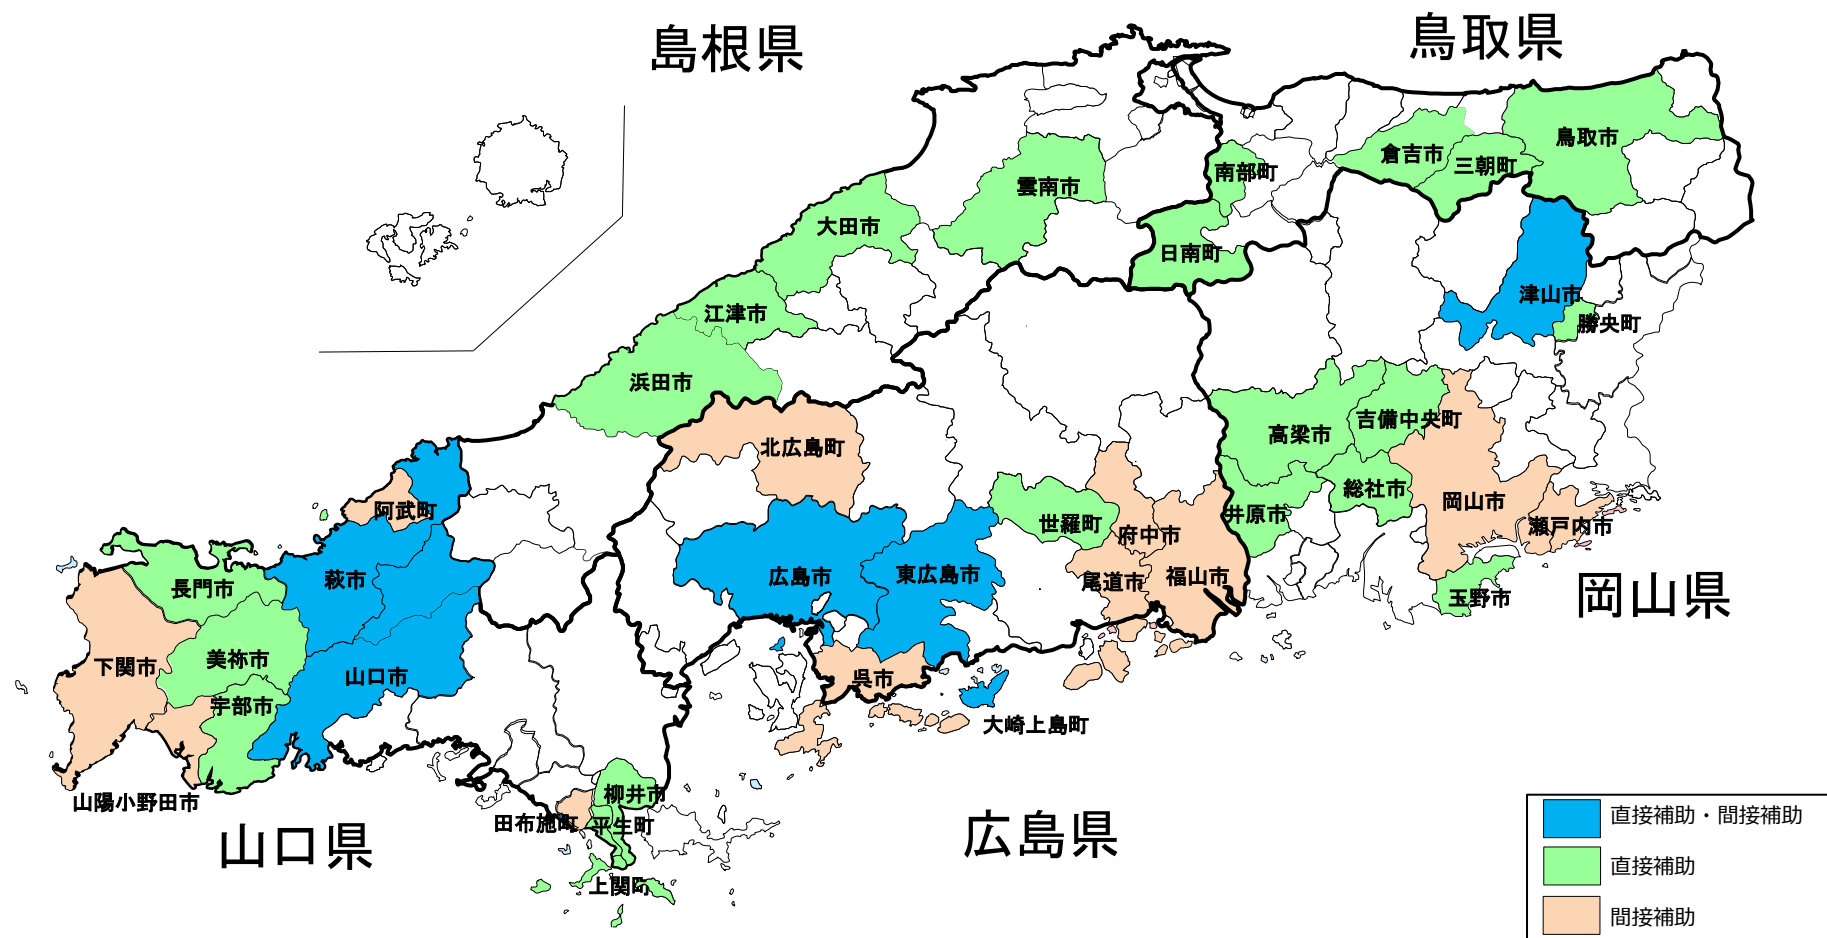 島根県
鳥取県
鳥取市
倉吉市
三朝町
南部町
雲南市
大田市
日南町
津山市
江津市
勝央町
浜田市
吉備中央町
高梁市
北広島町
総社市
岡山市
阿武町
井原市
世羅町
瀬戸内市
府中市
広島市
東広島市
福山市
萩市
尾道市
長門市
玉野市
岡山県
美祢市
下関市
山口市
呉市
宇部市
大崎上島町
柳井市
山陽小野田市
田布施町
平生町
広島県
山口県
上関町
直接補助・間接補助
直接補助
間接補助